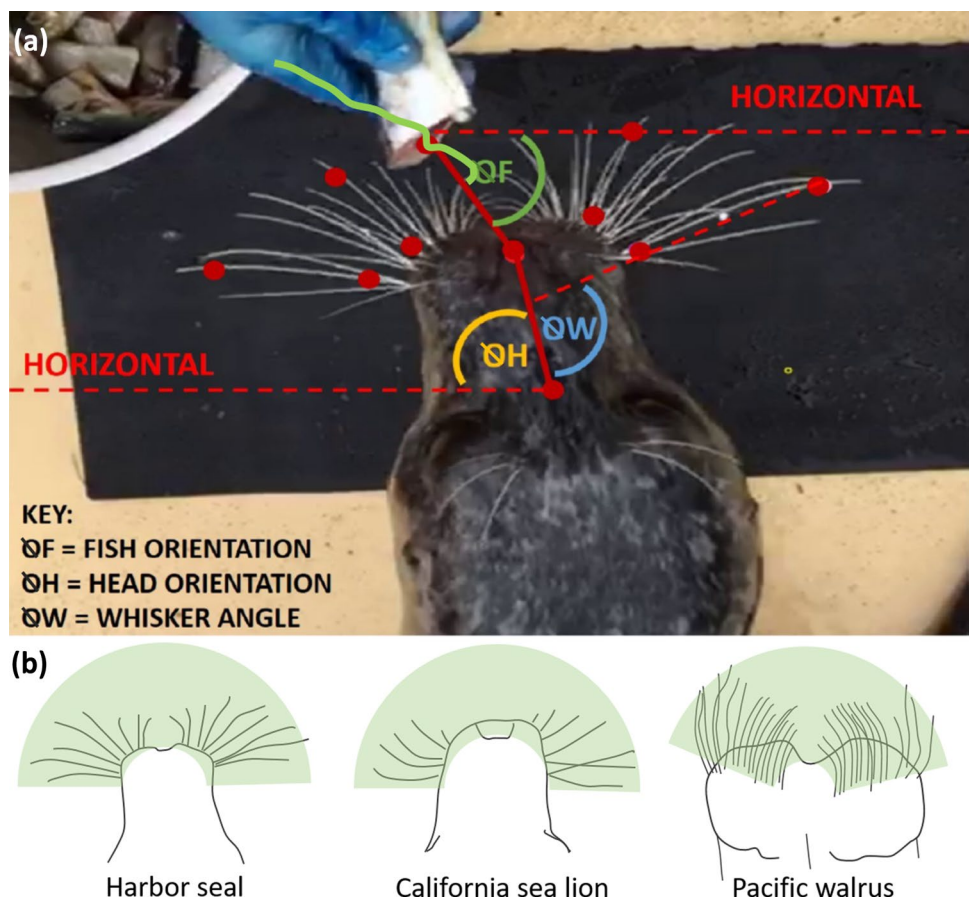 (a)
HORIZONTAL
ØF
ØW
ØH
HORIZONTAL
KEY:
ØF = FISH ORIENTATION
ØH = HEAD ORIENTATION
ØW = WHISKER ANGLE
(b)
Harbor seal
California sea lion
Pacific walrus